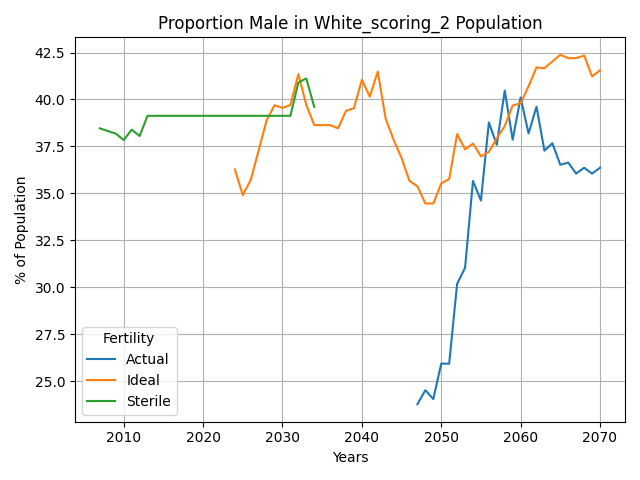 Proportion Male in White_scoring_2 Population
% of Population
42.5
40.0
37.5
35.0
32.5
30.0
27.5
25.0
Fertility
Actual
Ideal
Sterile
2010 2020 2030 2040 2050 2060 2070
Years